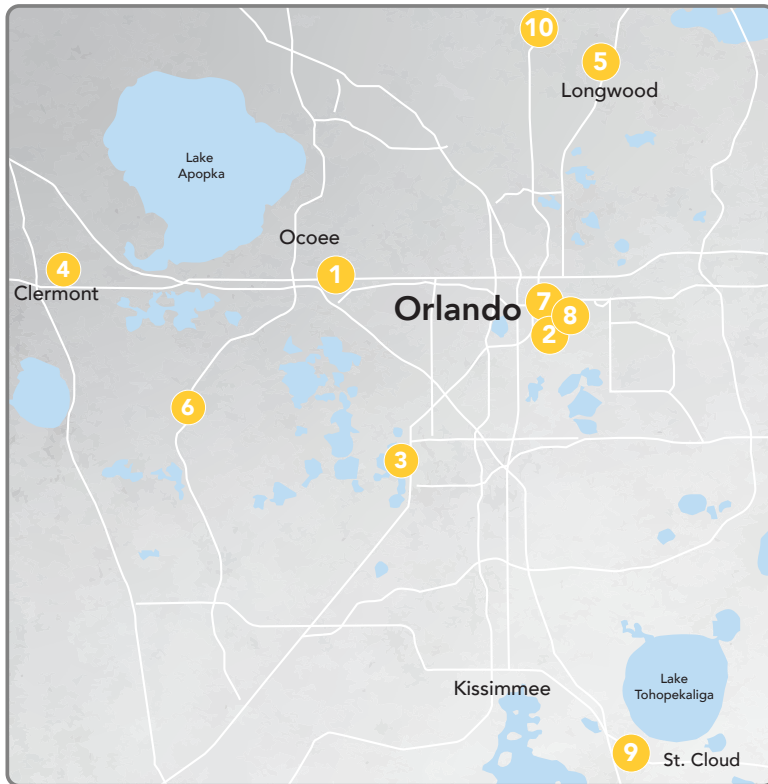 10
5
Longwood
Lake
Apopka
Ocoee
4
1
Clermont
Orlando
7
8
2
6
3
Kissimmee
Lake
Tohopekaliga
9
St. Cloud